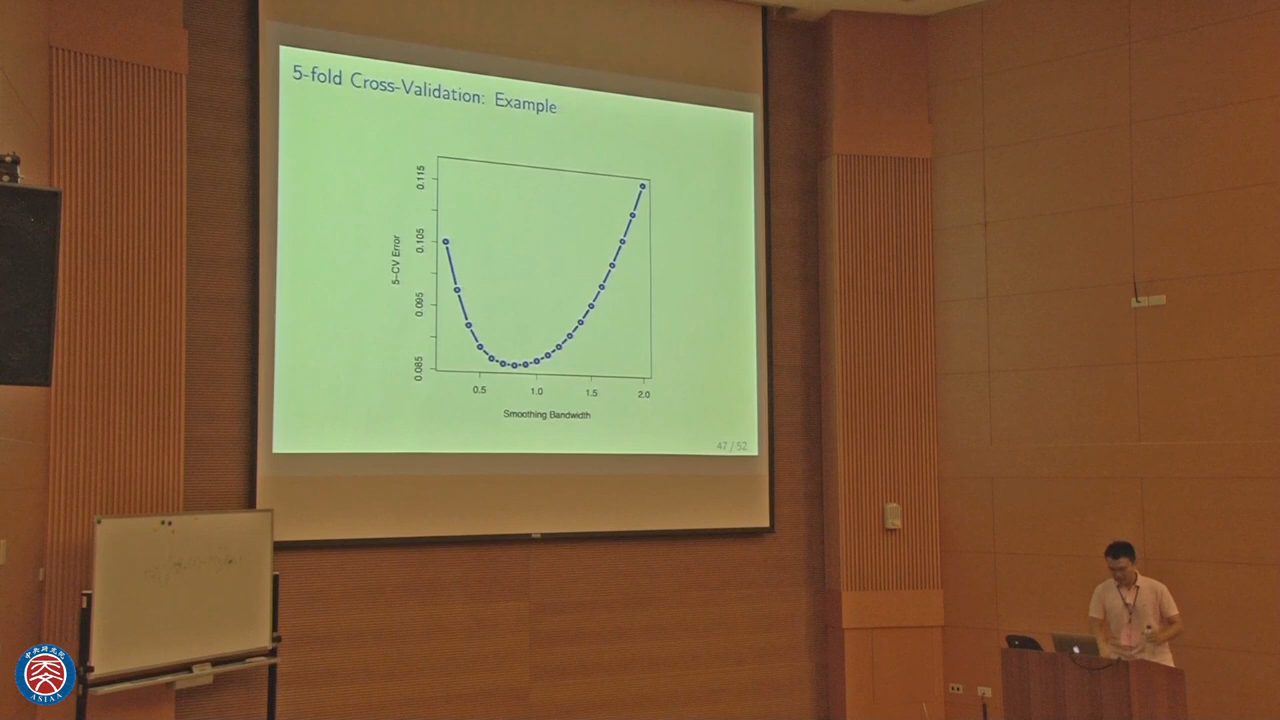 5-fold Cross-Validation: Example
0.115
0.105
0.095
0.085
5-CV Error
0.5 1.0 1.5 2.0
Smoothing Bandwidth
47 / 52
ASIAA